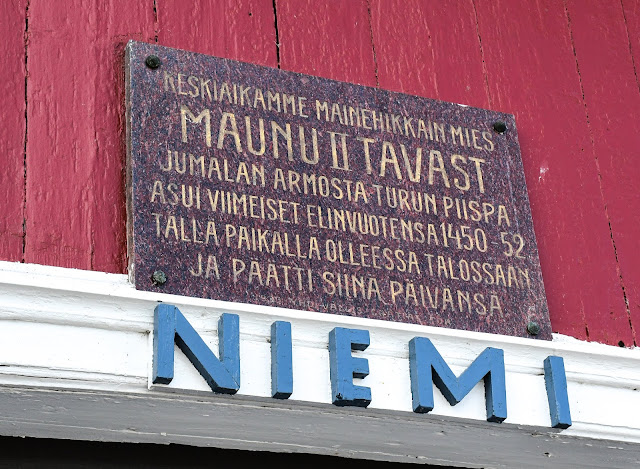 KESKIAIKAMME MAINEHIKKAIN MIES
MAUNU II TAVAST
JUMALAN ARMOSTA TURUN PIISPA
ASUI VIIMEISET ELINVUOTENSA 1450-52
TÄLLÄ PAIKALLA OLLEESSA TALOSSAAN
JA PÄÄTTI SIINÄ PÄIVÄNSÄ
NIEMI